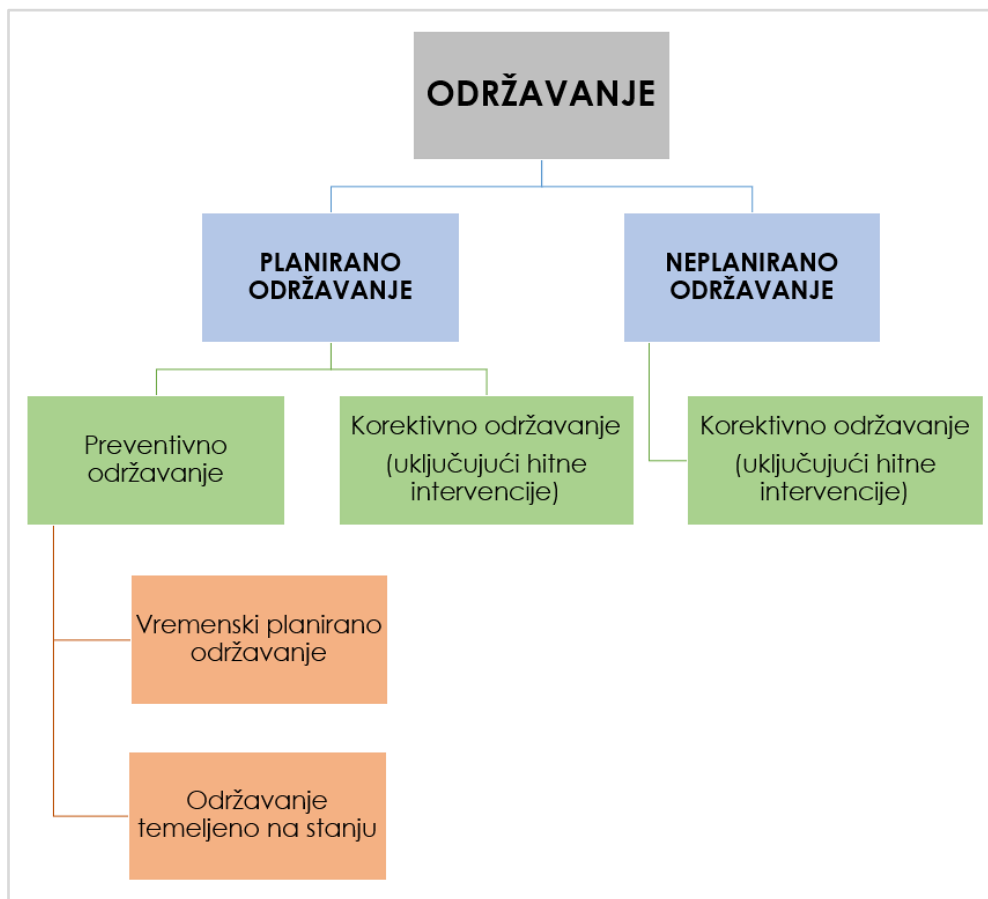 ODRŽAVANJE
PLANIRANO
ODRŽAVANJE
NEPLANIRANO
ODRŽAVANJE
Preventivno
održavanje
Korektivno održavanje
(uključujući hitne
intervencije)
Korektivno održavanje
(uključujući hitne
intervencije)
Vremenski planirano
održavanje
Održavanje
temeljeno na stanju